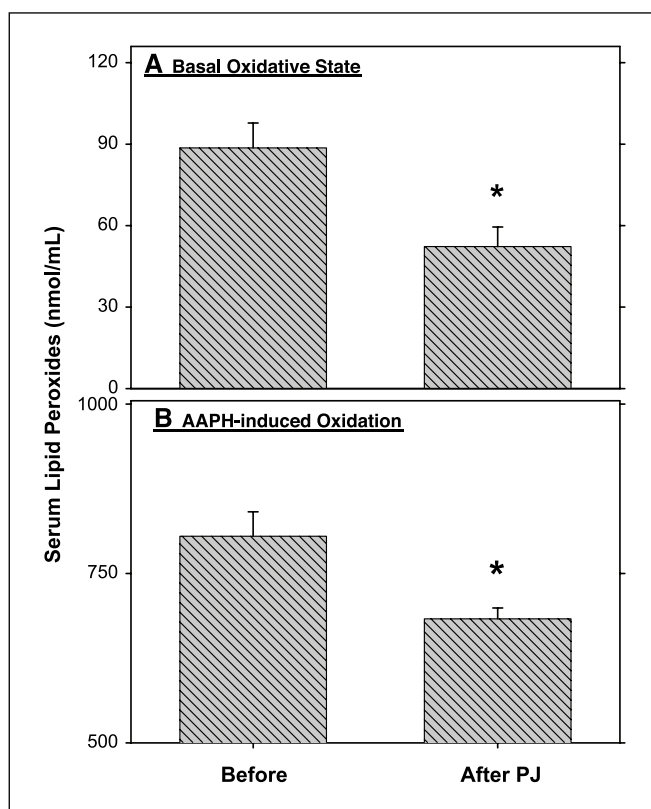 Serum Lipid Peroxides (nmol/mL)
A Basal Oxidative State
120
90
60
30
0
*
B AAPH-induced Oxidation
1000
750
500
*
Before After PJ